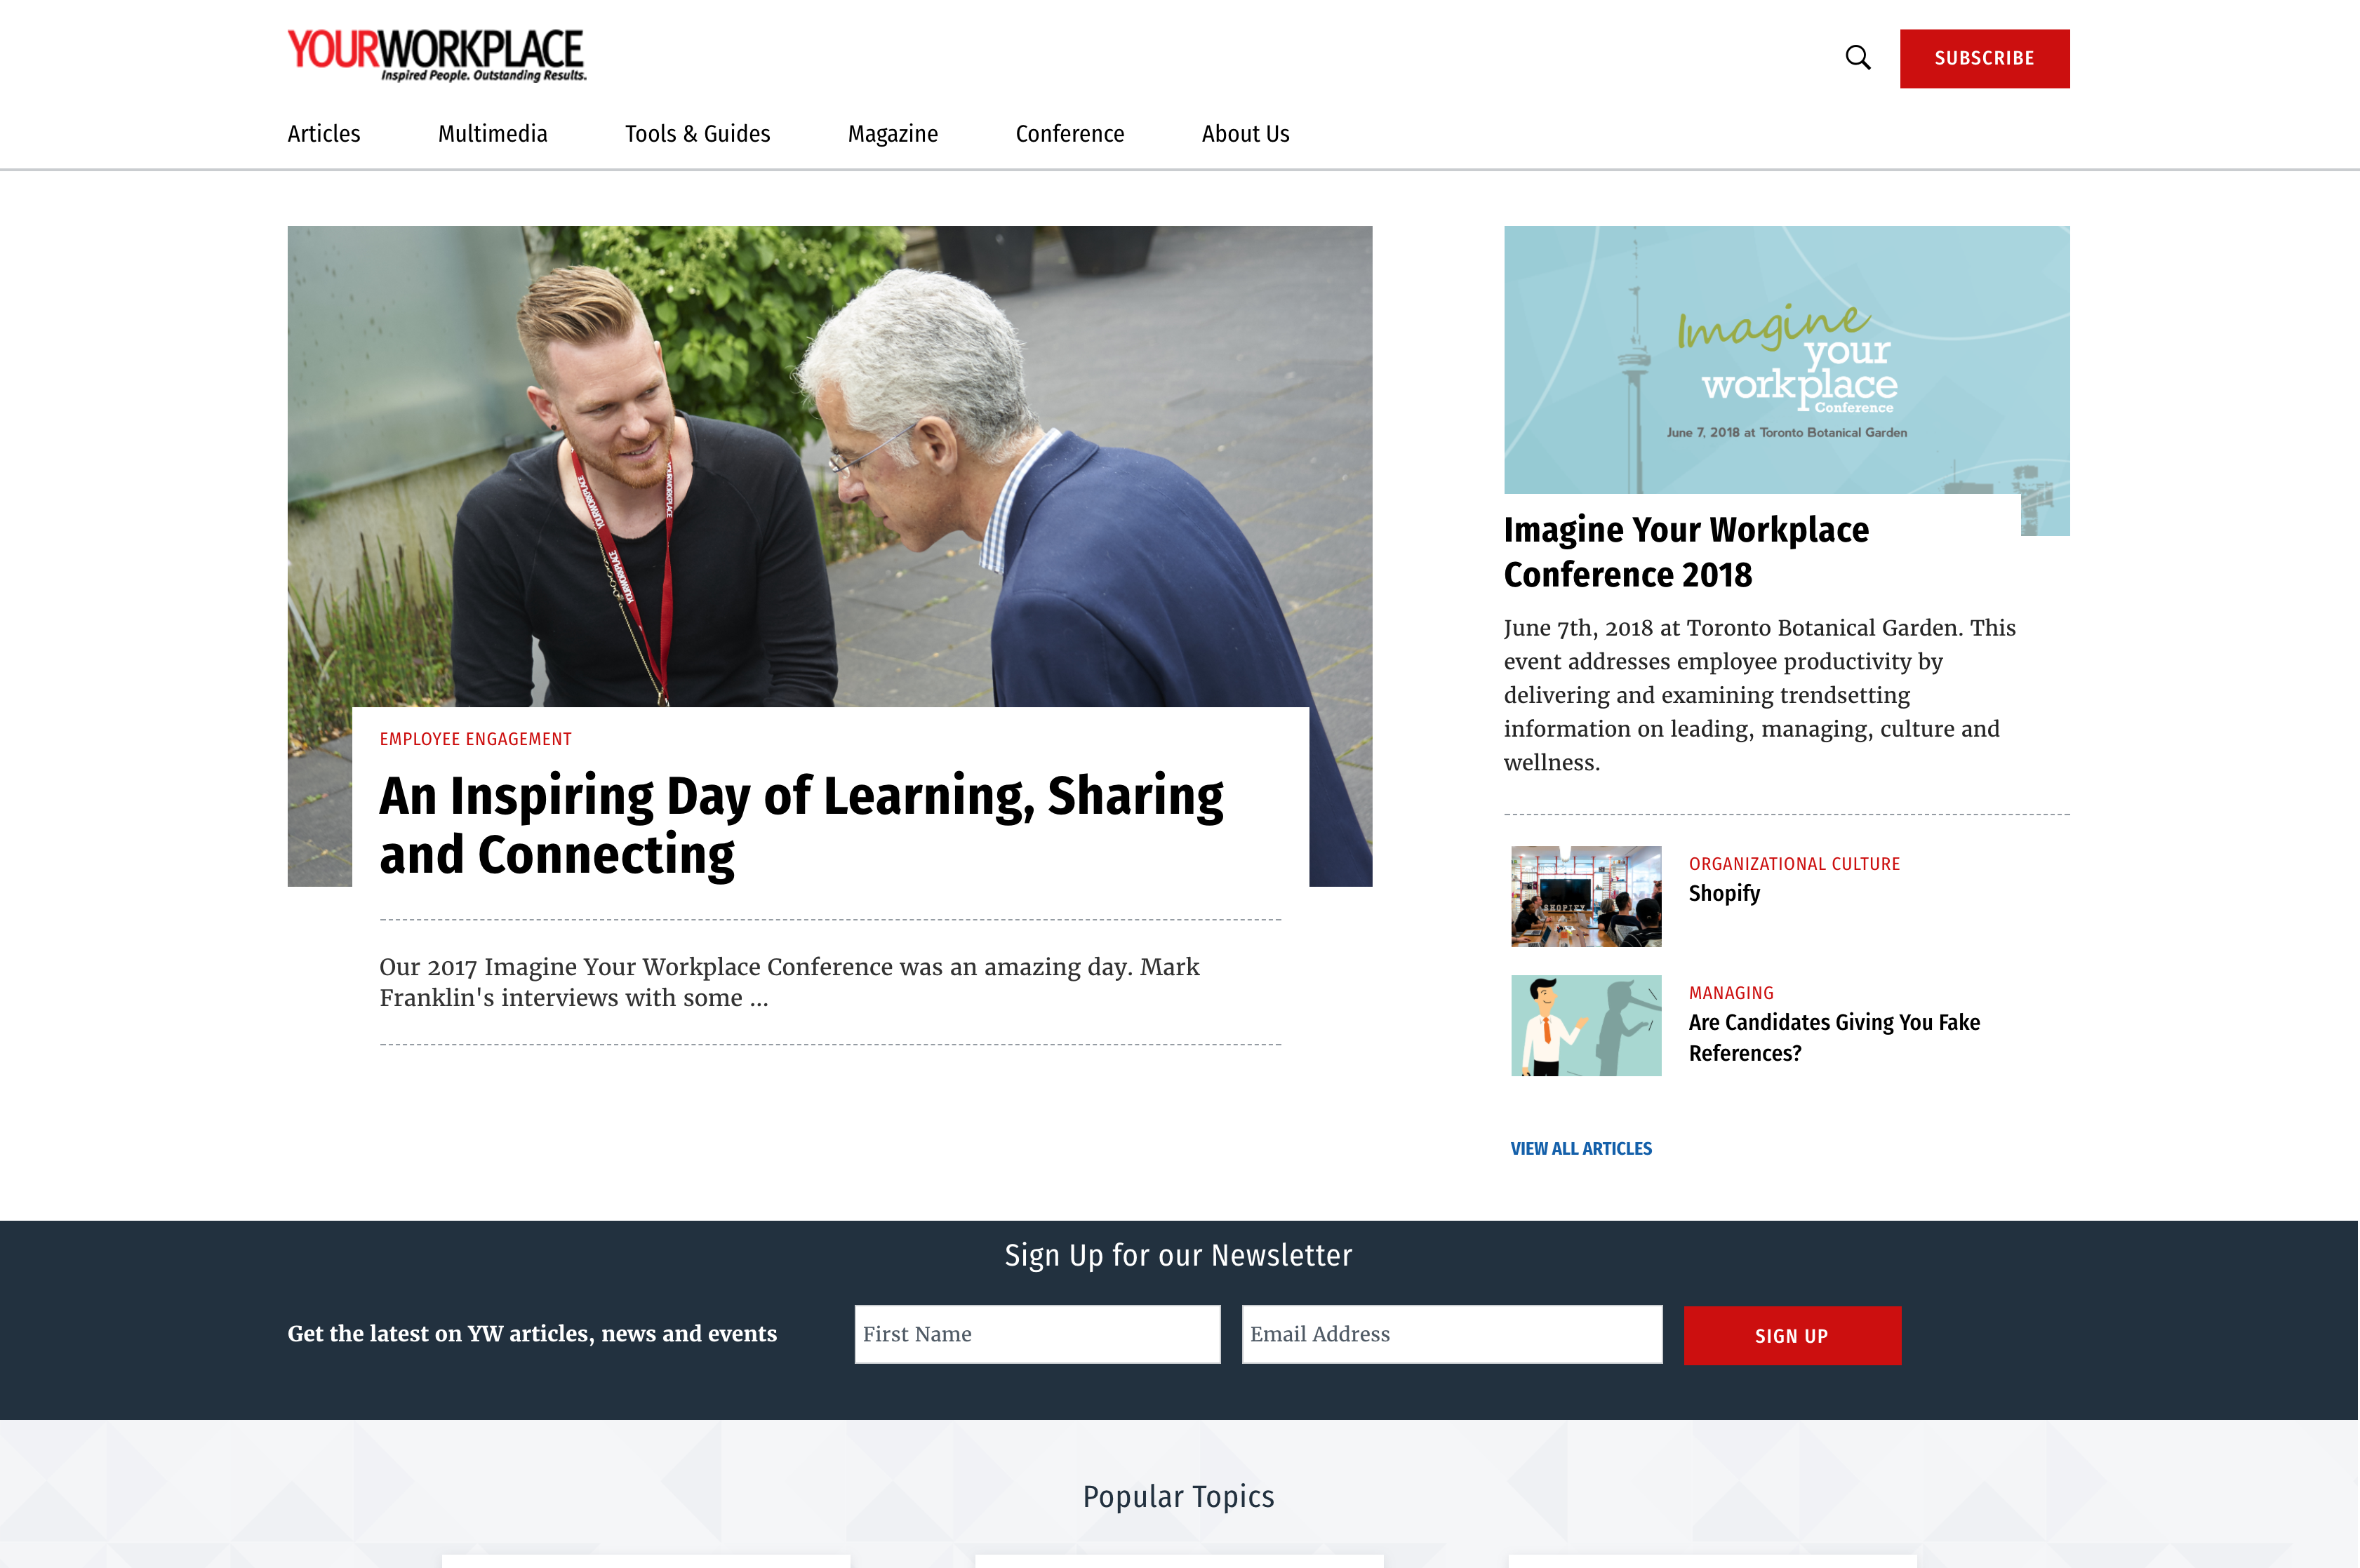 YOURWORKPLACE
Inspired People. Outstanding Results.
SUBSCRIBE
Articles
Multimedia
Tools & Guides
Magazine
Conference
About Us
YOURWORKPLACE
YOURWORKPLACE
YOURWORKPLACE
EMPLOYEE ENGAGEMENT
An Inspiring Day of Learning, Sharing
and Connecting
Our 2017 Imagine Your Workplace Conference was an amazing day. Mark
Franklin's interviews with some ...
Imagine
your
workplace
Conference
June 7, 2018 at Toronto Botanical Garden
Imagine Your Workplace
Conference 2018
June 7th, 2018 at Toronto Botanical Garden. This
event addresses employee productivity by
delivering and examining trendsetting
information on leading, managing, culture and
wellness.
SHOPIFY
ORGANIZATIONAL CULTURE
Shopify
MANAGING
Are Candidates Giving You Fake
References?
VIEW ALL ARTICLES
Sign Up for our Newsletter
Get the latest on YW articles, news and events
First Name
Email Address
SIGN UP
Popular Topics